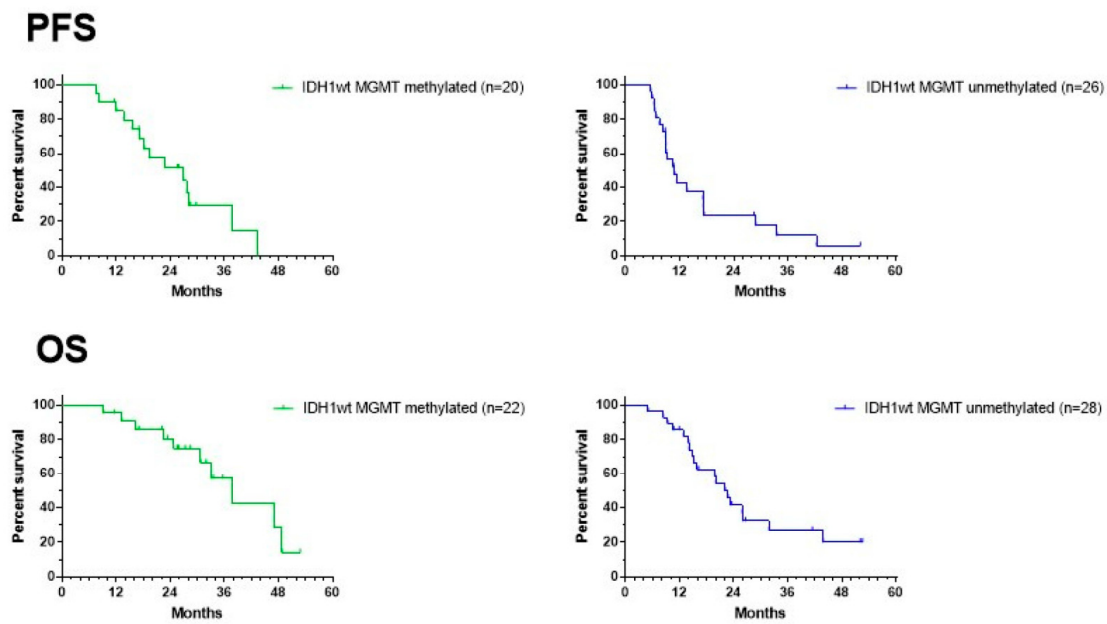 PFS
IDH1wt MGMT methylated (n=20)
100
80
60
40
20
0
Percent survival
0 12 24 36 48 60
Months
IDH1wt MGMT unmethylated (n=26)
100
80
60
40
20
0
Percent survival
0 12 24 36 48 60
Months
OS
IDH1wt MGMT methylated (n=22)
100
80
60
40
20
0
Percent survival
0 12 24 36 48 60
Months
IDH1wt MGMT unmethylated (n=28)
100
80
60
40
20
0
Percent survival
0 12 24 36 48 60
Months